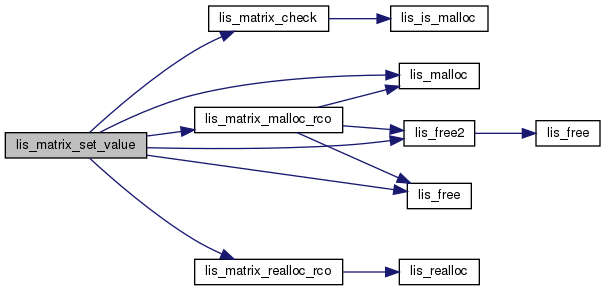 lis_matrix_check
lis_is_malloc
lis_malloc
lis_matrix_malloc_rco
lis_free2
lis_free
lis_matrix_set_value
lis_free
lis_matrix_realloc_rco
lis_realloc